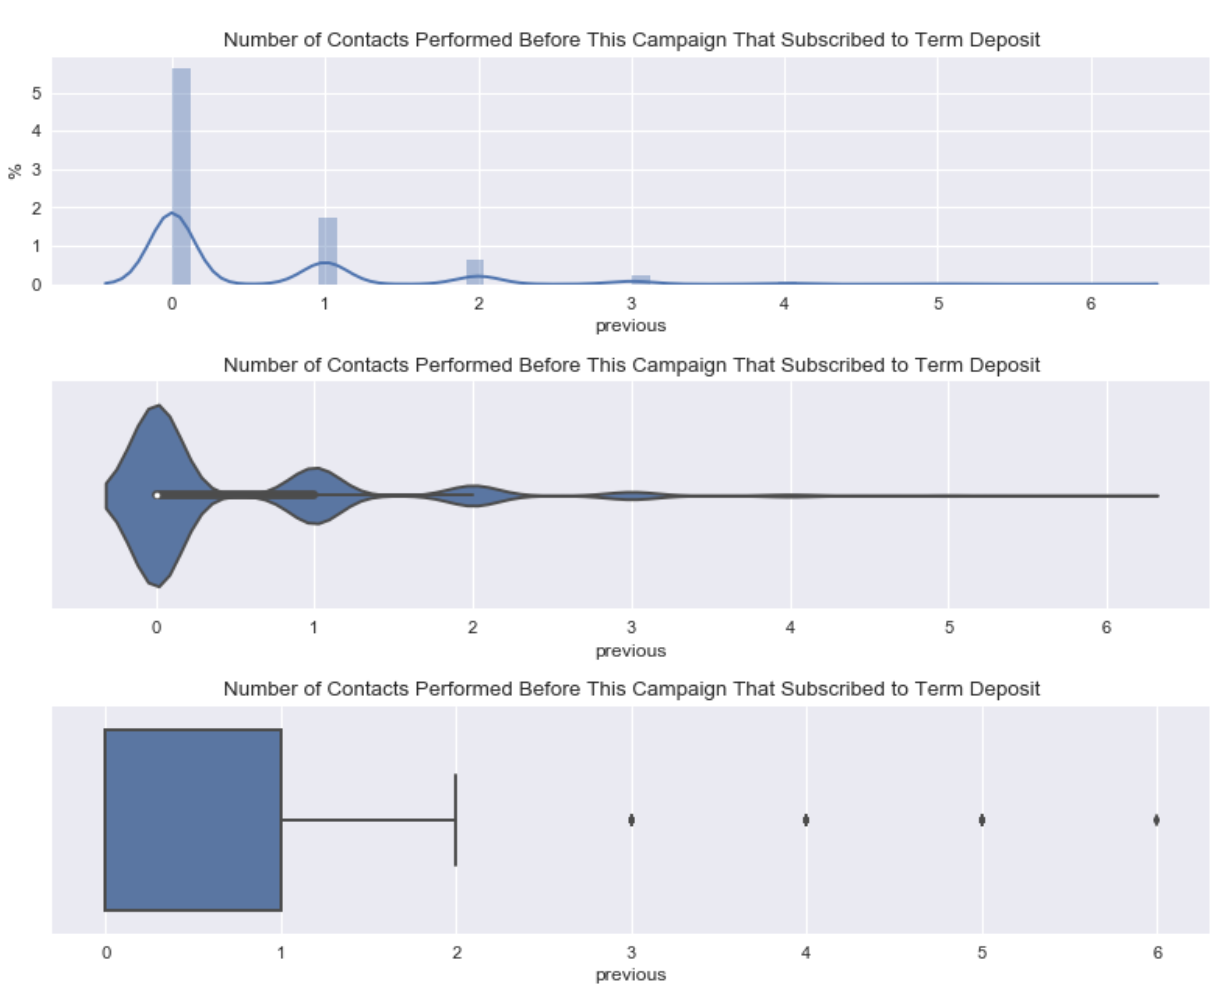 Number of Contacts Performed Before This Campaign That Subscribed to Term Deposit
5
4
3
2
1
0
%
0 1 2 3 4 5 6
previous
Number of Contacts Performed Before This Campaign That Subscribed to Term Deposit
0 1 2 3 4 5 6
previous
Number of Contacts Performed Before This Campaign That Subscribed to Term Deposit
0 1 2 3 4 5 6
previous